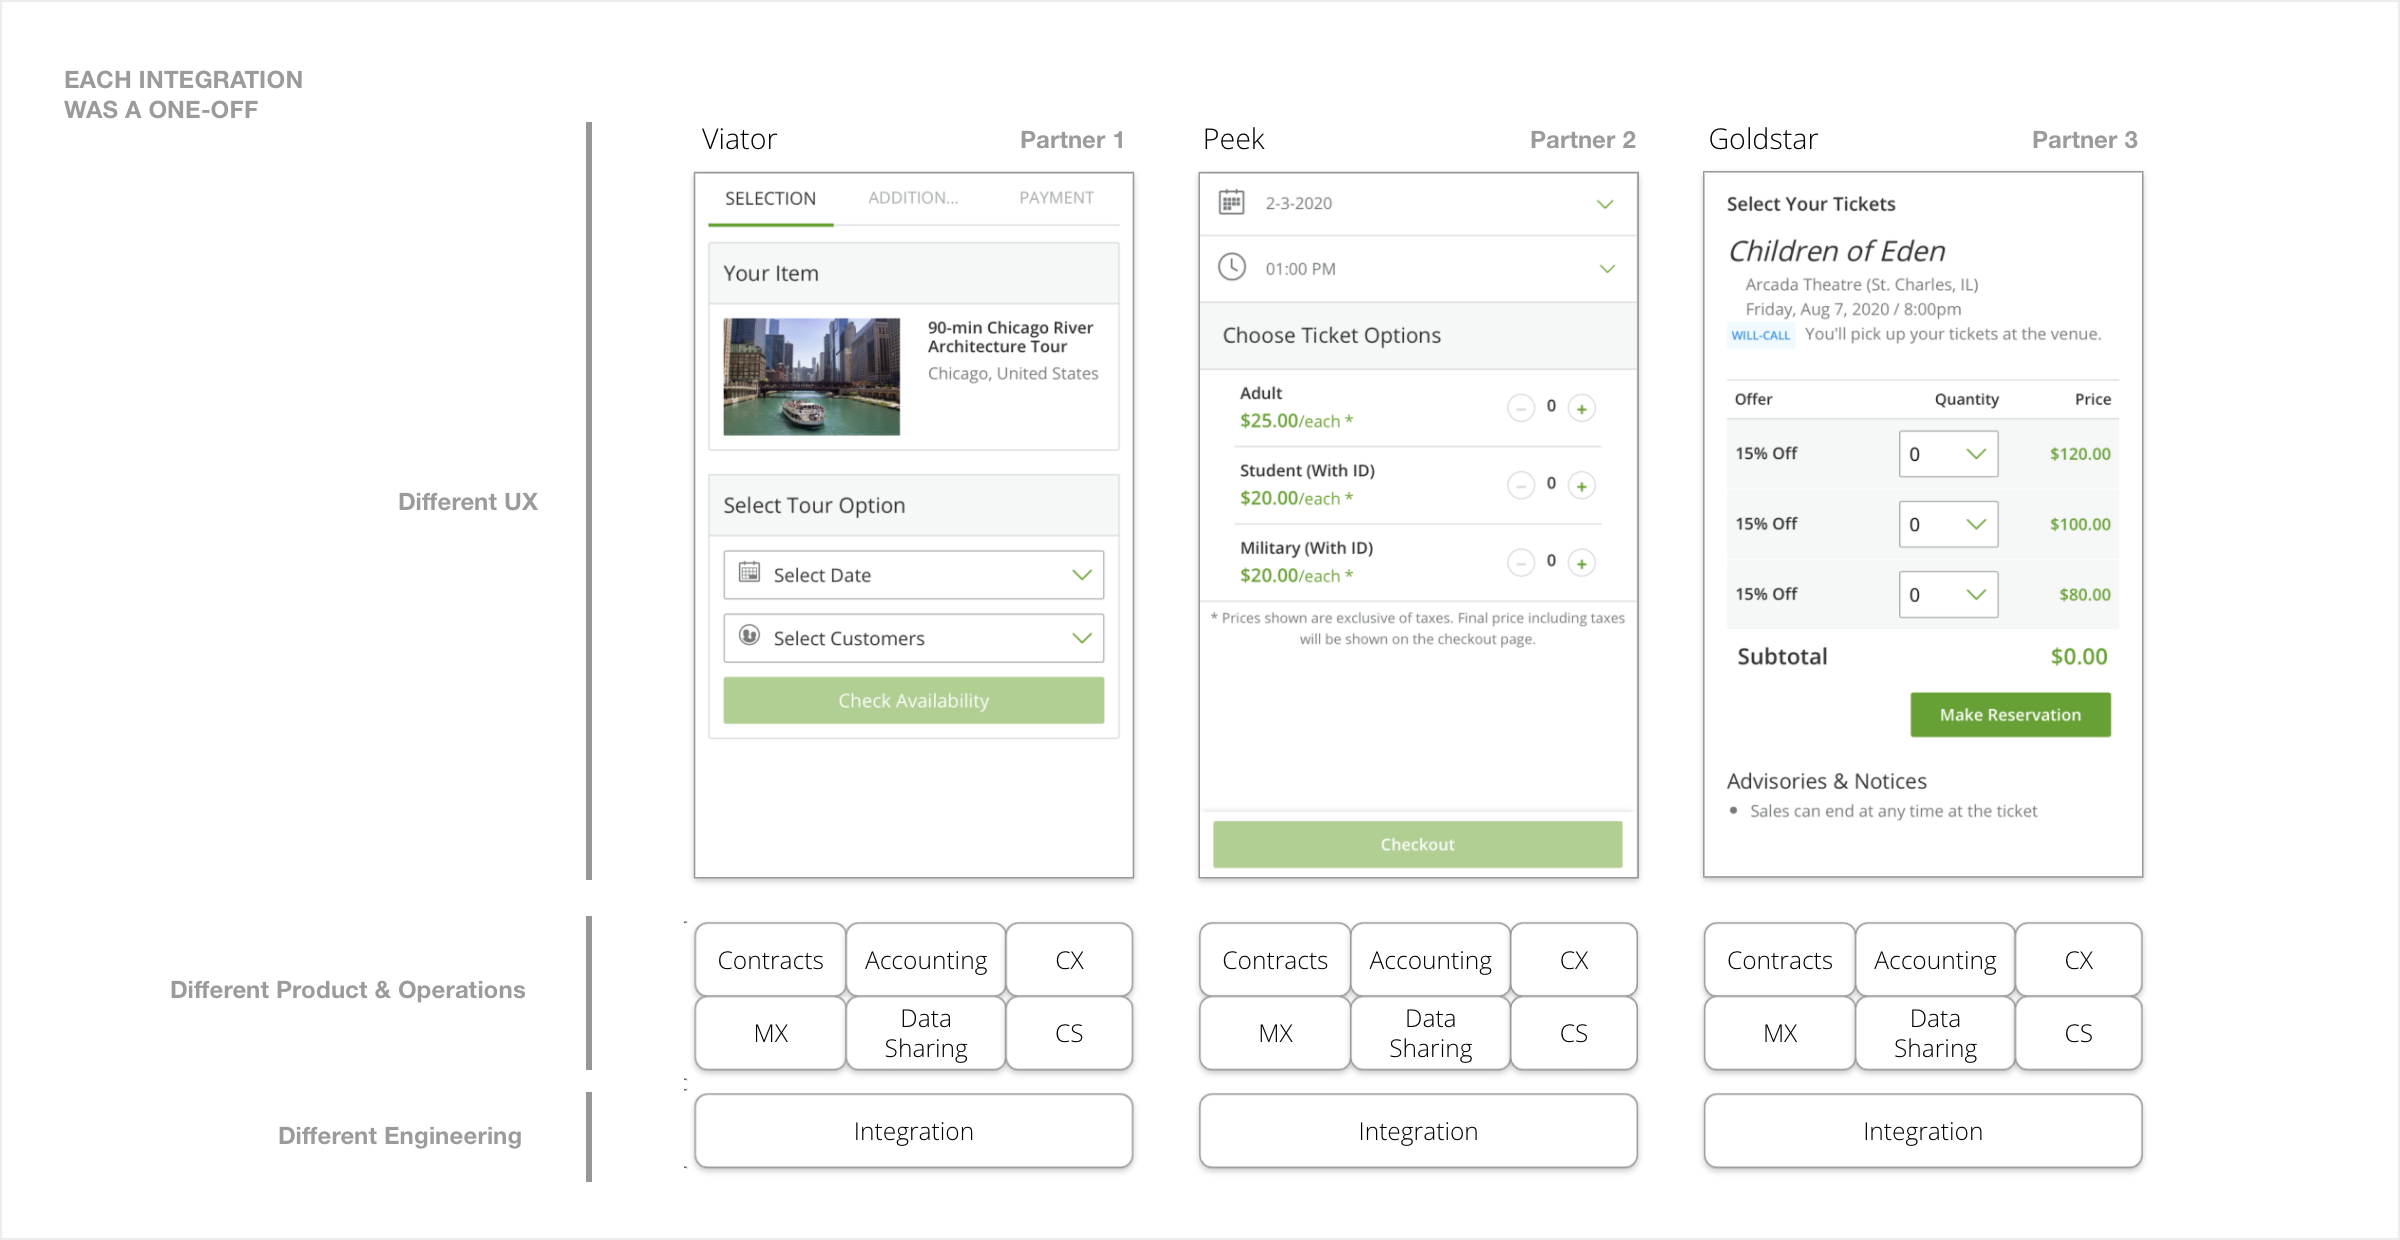 EACH INTEGRATION
WAS A ONE-OFF
Viator
Partner 1
Peek
Partner 2
Goldstar
Partner 3
Different UX
SELECTION
ADDITION...
PAYMENT
Your Item
90-min Chicago River
Architecture Tour
Chicago, United States
Select Tour Option
Select Date
Select Customers
Check Availability
2-3-2020
01:00 PM
Choose Ticket Options
Adult
$25.00/each *
0
Student (With ID)
$20.00/each *
0
Military (With ID)
$20.00/each *
0
* Prices shown are exclusive of taxes. Final price including taxes
will be shown on the checkout page.
Checkout
Select Your Tickets
Children of Eden
Arcada Theatre (St. Charles, IL)
Friday, Aug 7, 2020 / 8:00pm
WILL-CALL You'll pick up your tickets at the venue.
Offer Quantity Price
15% Off 0 $120.00
15% Off 0 $100.00
15% Off 0 $80.00
Subtotal $0.00
Make Reservation
Advisories & Notices
• Sales can end at any time at the ticket
Different Product & Operations
Contracts
Accounting
CX
MX
Data
Sharing
CS
Contracts
Accounting
CX
MX
Data
Sharing
CS
Contracts
Accounting
CX
MX
Data
Sharing
CS
Different Engineering
Integration
Integration
Integration